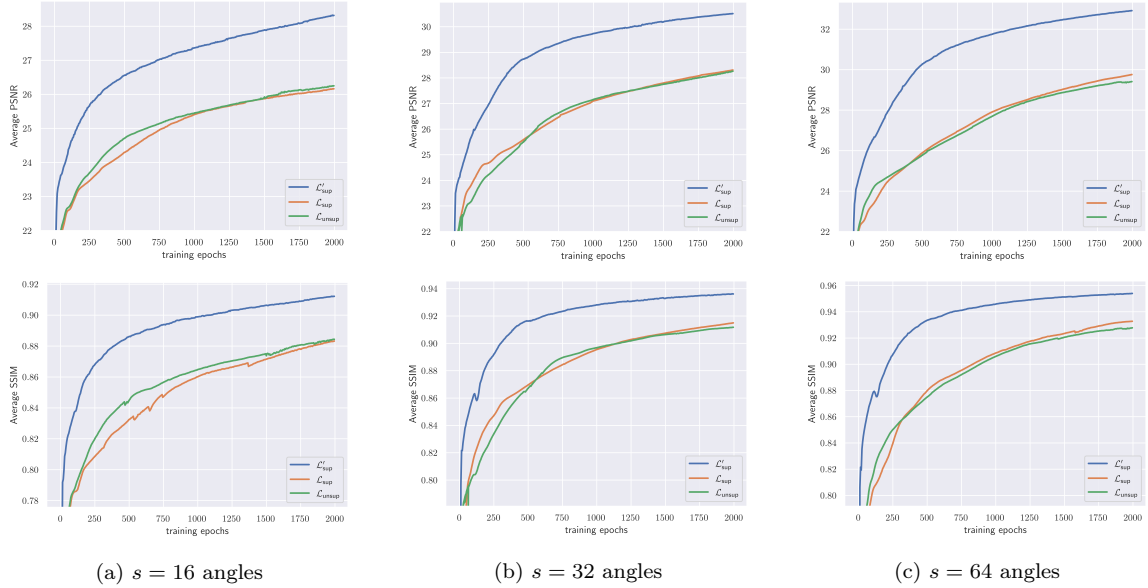 28
27
26
25
24
23
22
Average PSNR
0 250 500 750 1000 1250 1500 1750 2000
training epochs
ℒ′sup
ℒsup
ℒunsup
30
29
28
27
26
25
24
23
22
Average PSNR
0 250 500 750 1000 1250 1500 1750 2000
training epochs
ℒ′sup
ℒsup
ℒunsup
32
30
28
26
24
22
Average PSNR
0 250 500 750 1000 1250 1500 1750 2000
training epochs
ℒ′sup
ℒsup
ℒunsup
0.92
0.90
0.88
0.86
0.84
0.82
0.80
0.78
Average SSIM
0 250 500 750 1000 1250 1500 1750 2000
training epochs
ℒ′sup
ℒsup
ℒunsup
0.94
0.92
0.90
0.88
0.86
0.84
0.82
0.80
Average SSIM
0 250 500 750 1000 1250 1500 1750 2000
training epochs
ℒ′sup
ℒsup
ℒunsup
0.96
0.94
0.92
0.90
0.88
0.86
0.84
0.82
0.80
Average SSIM
0 250 500 750 1000 1250 1500 1750 2000
training epochs
ℒ′sup
ℒsup
ℒunsup
(a) s = 16 angles
(b) s = 32 angles
(c) s = 64 angles